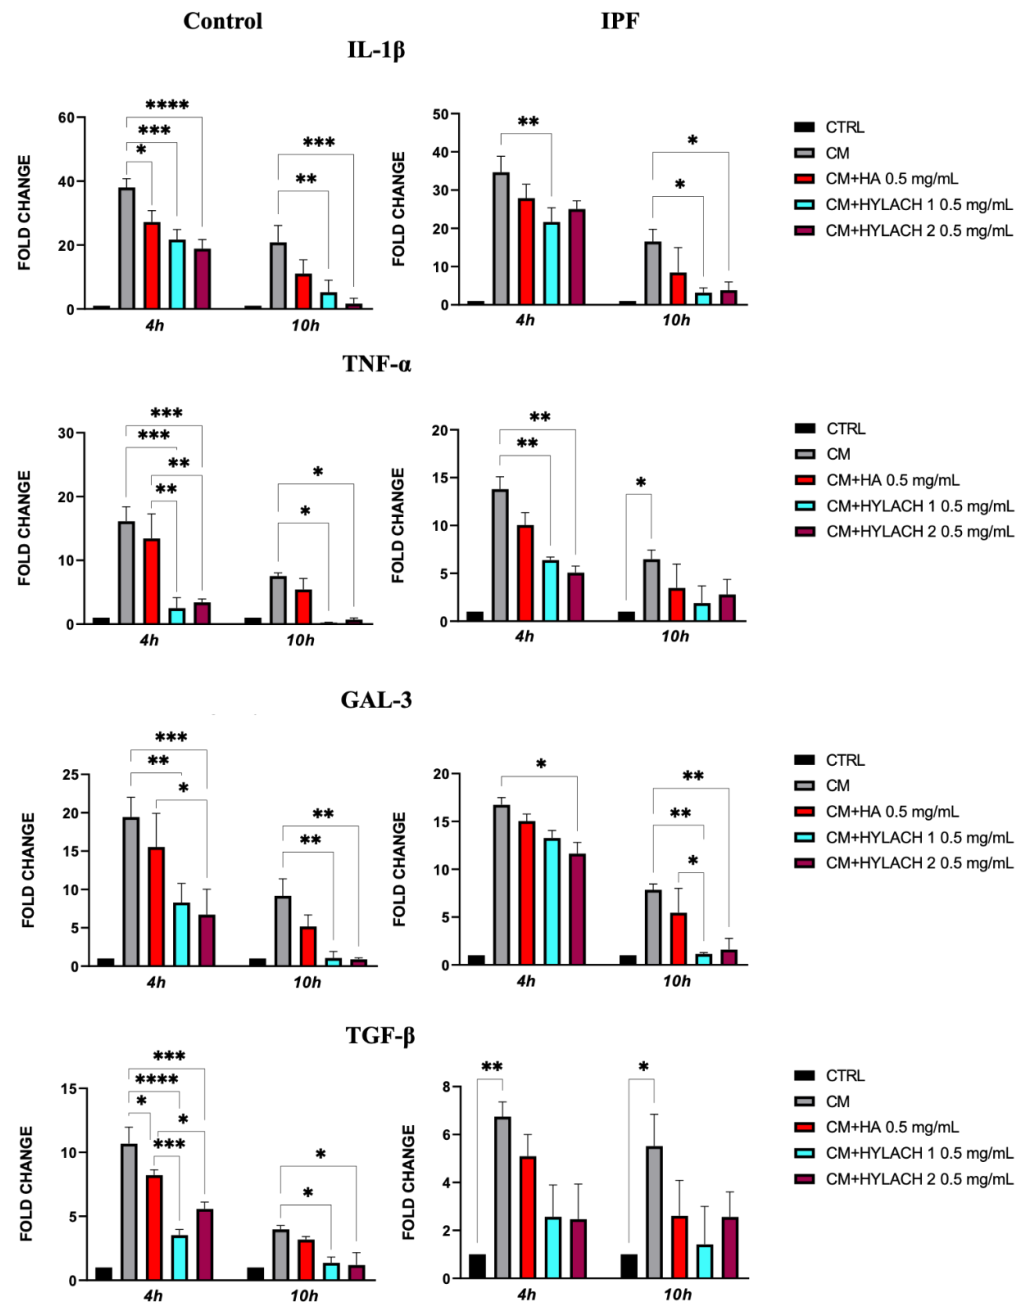 Control IPF
IL-1β
FOLD CHANGE
60
40
20
0
****
***
*
***
**
4h 10h
FOLD CHANGE
50
40
30
20
10
0
**
*
*
4h 10h
CTRL
CM
CM+HA 0.5 mg/mL
CM+HYLACH 1 0.5 mg/mL
CM+HYLACH 2 0.5 mg/mL
TNF-α
FOLD CHANGE
30
20
10
0
***
***
**
**
*
*
4h 10h
FOLD CHANGE
20
15
10
5
0
**
**
*
4h 10h
CTRL
CM
CM+HA 0.5 mg/mL
CM+HYLACH 1 0.5 mg/mL
CM+HYLACH 2 0.5 mg/mL
GAL-3
FOLD CHANGE
25
20
15
10
5
0
***
**
*
**
**
4h 10h
FOLD CHANGE
20
15
10
5
0
*
**
**
*
4h 10h
CTRL
CM
CM+HA 0.5 mg/mL
CM+HYLACH 1 0.5 mg/mL
CM+HYLACH 2 0.5 mg/mL
TGF-β
FOLD CHANGE
15
10
5
0
***
****
*
*
***
*
*
4h 10h
FOLD CHANGE
8
6
4
2
0
**
*
4h 10h
CTRL
CM
CM+HA 0.5 mg/mL
CM+HYLACH 1 0.5 mg/mL
CM+HYLACH 2 0.5 mg/mL